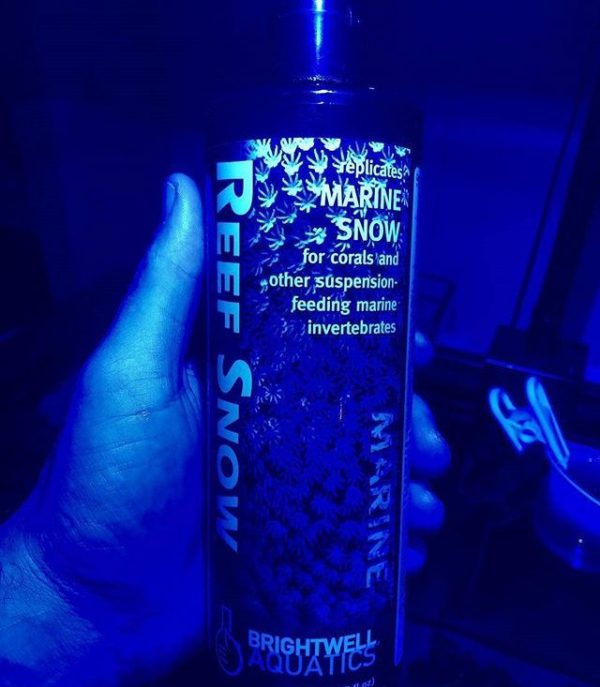 REEF SNOW
replicates
MARINE
SNOW
for corals and
other suspension-
feeding marine
invertebrates
MARINE
BRIGHTWELL
AQUATICS